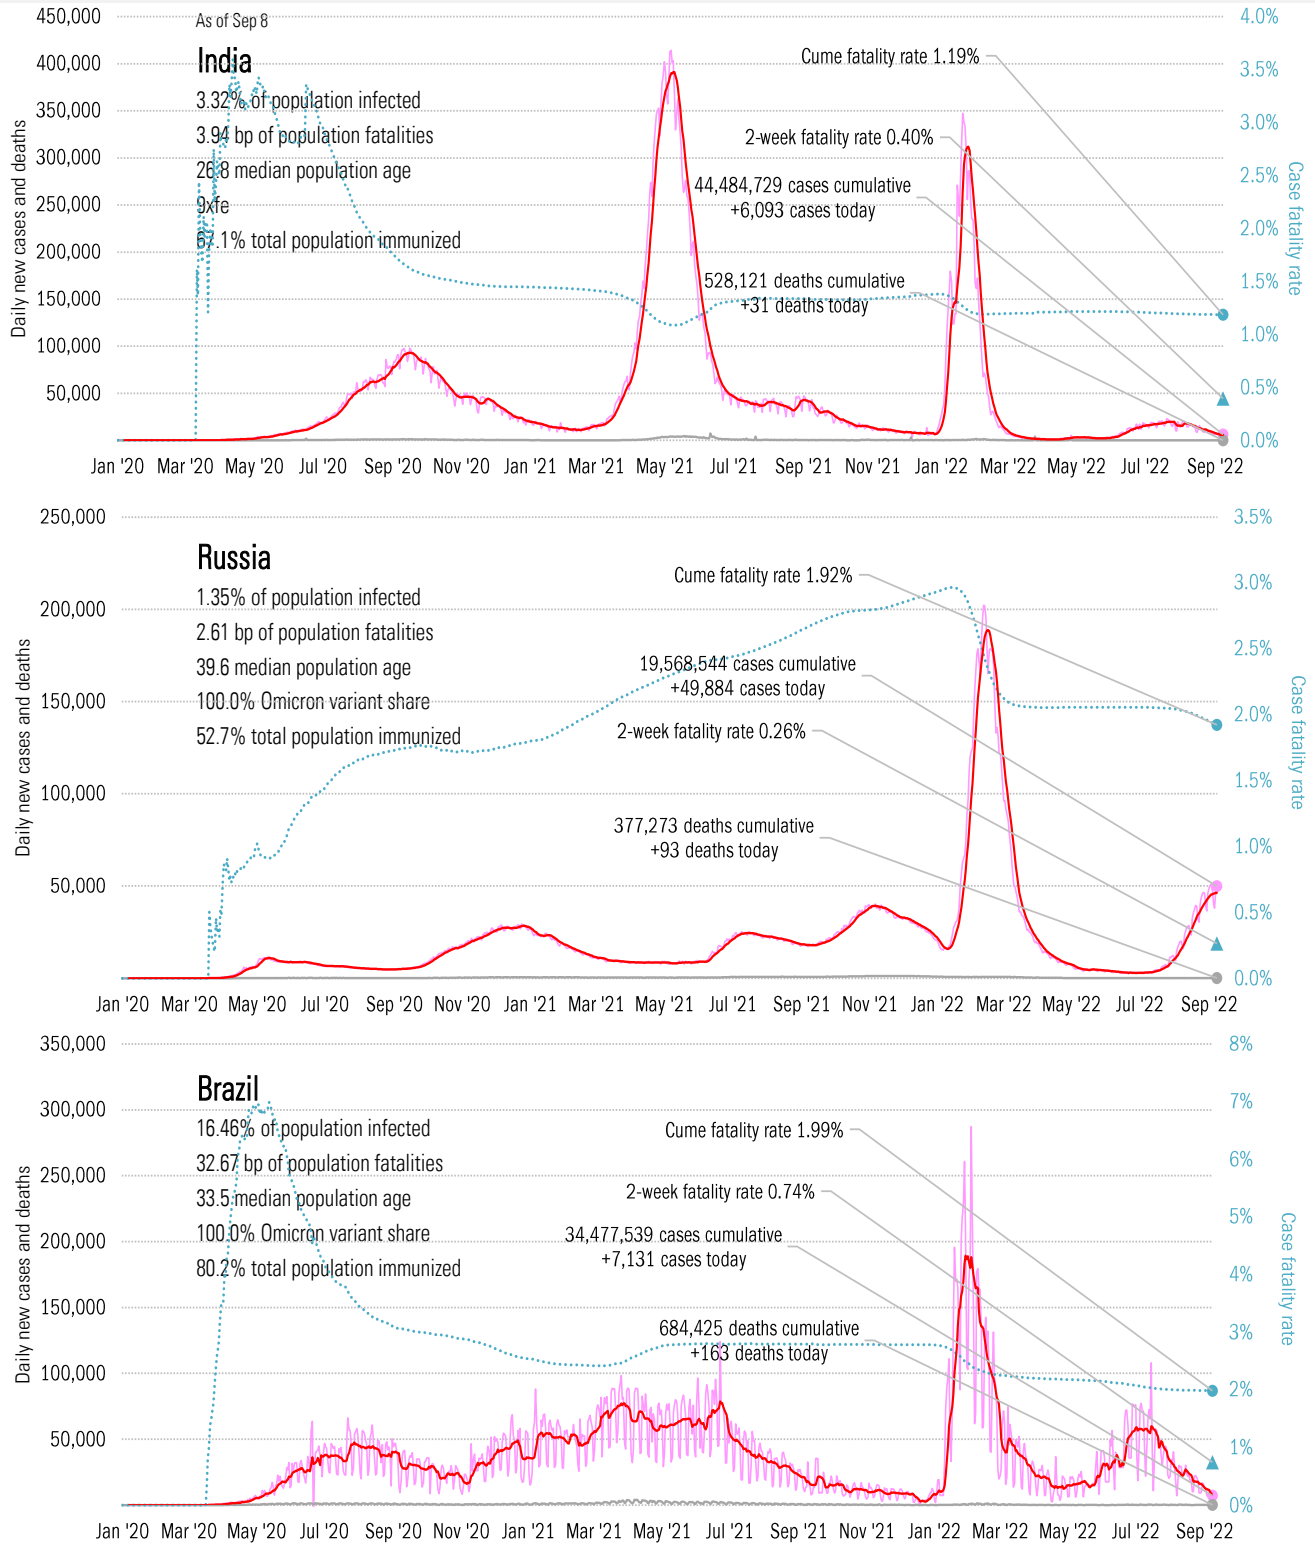 As of Sep 8
India
3.32% of population infected
3.94 bp of population fatalities
26.8 median population age
9xfe
67.1% total population immunized
Daily new cases and deaths
450,000
400,000
350,000
300,000
250,000
200,000
150,000
100,000
50,000
Cume fatality rate 1.19%
2-week fatality rate 0.40%
44,484,729 cases cumulative
+6,093 cases today
528,121 deaths cumulative
+31 deaths today
4.0%
3.5%
3.0%
2.5%
2.0%
1.5%
1.0%
0.5%
0.0%
Case fatality rate
Jan '20 Mar '20 May '20 Jul '20 Sep '20 Nov '20 Jan '21 Mar '21 May '21 Jul '21 Sep '21 Nov '21 Jan '22 Mar '22 May '22 Jul '22 Sep '22
Russia
1.35% of population infected
2.61 bp of population fatalities
39.6 median population age
100.0% Omicron variant share
52.7% total population immunized
Daily new cases and deaths
250,000
200,000
150,000
100,000
50,000
Cume fatality rate 1.92%
19,568,544 cases cumulative
+49,884 cases today
2-week fatality rate 0.26%
377,273 deaths cumulative
+93 deaths today
3.5%
3.0%
2.5%
2.0%
1.5%
1.0%
0.5%
0.0%
Case fatality rate
Jan '20 Mar '20 May '20 Jul '20 Sep '20 Nov '20 Jan '21 Mar '21 May '21 Jul '21 Sep '21 Nov '21 Jan '22 Mar '22 May '22 Jul '22 Sep '22
Brazil
16.46% of population infected
32.67 bp of population fatalities
33.5 median population age
100.0% Omicron variant share
80.2% total population immunized
Daily new cases and deaths
350,000
300,000
250,000
200,000
150,000
100,000
50,000
Cume fatality rate 1.99%
2-week fatality rate 0.74%
34,477,539 cases cumulative
+7,131 cases today
684,425 deaths cumulative
+163 deaths today
8%
7%
6%
5%
4%
3%
2%
1%
0%
Case fatality rate
Jan '20 Mar '20 May '20 Jul '20 Sep '20 Nov '20 Jan '21 Mar '21 May '21 Jul '21 Sep '21 Nov '21 Jan '22 Mar '22 May '22 Jul '22 Sep '22